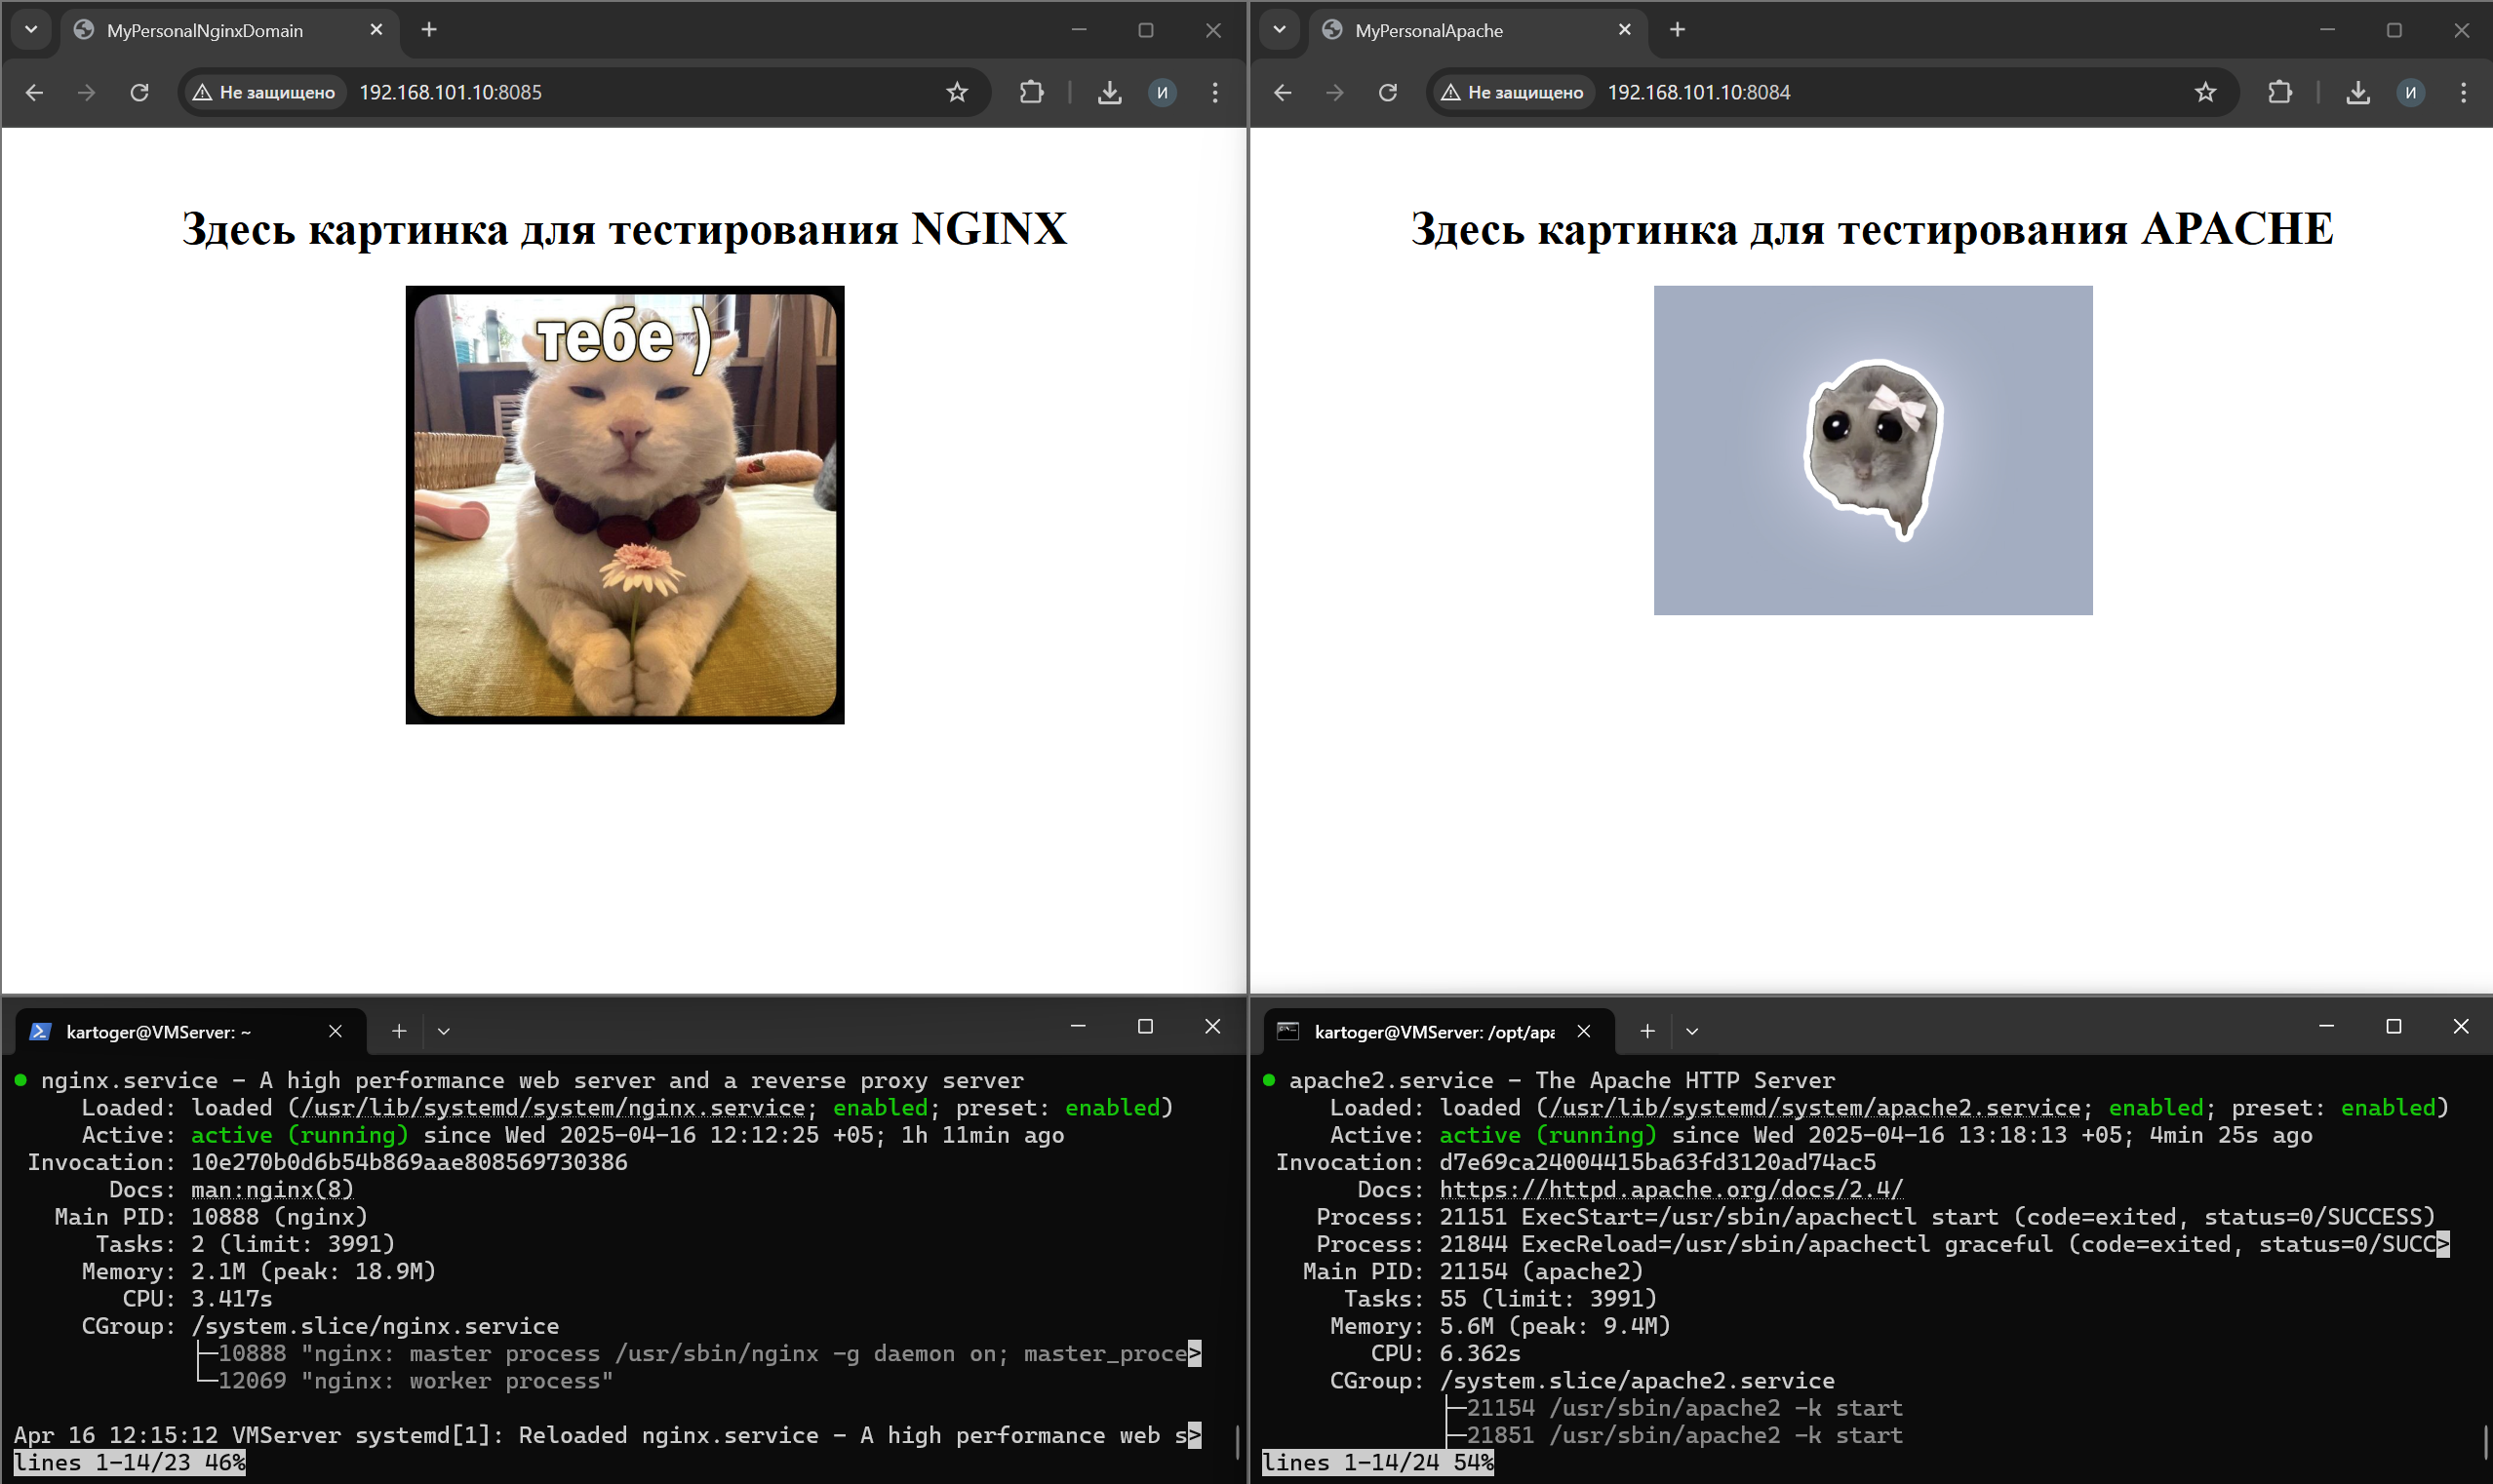 MyPersonalNginxDomain
Не защищено 192.168.101.10:8085 И
Здесь картинка для тестирования NGINX
тебе )
MyPersonalApache
Не защищено 192.168.101.10:8084 И
Здесь картинка для тестирования APACHE
kartoger@VMServer: ~
● nginx.service - A high performance web server and a reverse proxy server
Loaded: loaded (/usr/lib/systemd/system/nginx.service; enabled; preset: enabled)
Active: active (running) since Wed 2025-04-16 12:12:25 +05; 1h 11min ago
Invocation: 10e270b0d6b54b869aae808569730386
Docs: man:nginx(8)
Main PID: 10888 (nginx)
Tasks: 2 (limit: 3991)
Memory: 2.1M (peak: 18.9M)
CPU: 3.417s
CGroup: /system.slice/nginx.service
├─10888 "nginx: master process /usr/sbin/nginx -g daemon on; master_proce>
└─12069 "nginx: worker process"
Apr 16 12:15:12 VMServer systemd[1]: Reloaded nginx.service - A high performance web s>
lines 1-14/23 46%
kartoger@VMServer: /opt/apa
● apache2.service - The Apache HTTP Server
Loaded: loaded (/usr/lib/systemd/system/apache2.service; enabled; preset: enabled)
Active: active (running) since Wed 2025-04-16 13:18:13 +05; 4min 25s ago
Invocation: d7e69ca24004415ba63fd3120ad74ac5
Docs: https://httpd.apache.org/docs/2.4/
Process: 21151 ExecStart=/usr/sbin/apachectl start (code=exited, status=0/SUCCESS)
Process: 21844 ExecReload=/usr/sbin/apachectl graceful (code=exited, status=0/SUCC>
Main PID: 21154 (apache2)
Tasks: 55 (limit: 3991)
Memory: 5.6M (peak: 9.4M)
CPU: 6.362s
CGroup: /system.slice/apache2.service
├─21154 /usr/sbin/apache2 -k start
├─21851 /usr/sbin/apache2 -k start
lines 1-14/24 54%